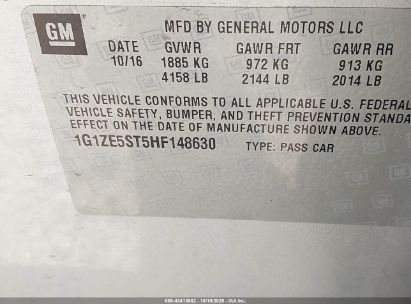 GM
MFD BY GENERAL MOTORS LLC
DATE GVWR GAWR FRT GAWR RR
10/16 1885 KG 972 KG 913 KG
4158 LB 2144 LB 2014 LB
THIS VEHICLE CONFORMS TO ALL APPLICABLE U.S. FEDERAL
VEHICLE SAFETY, BUMPER, AND THEFT PREVENTION STANDA
EFFECT ON THE DATE OF MANUFACTURE SHOWN ABOVE.
1G1ZE5ST5HF148630 TYPE: PASS CAR